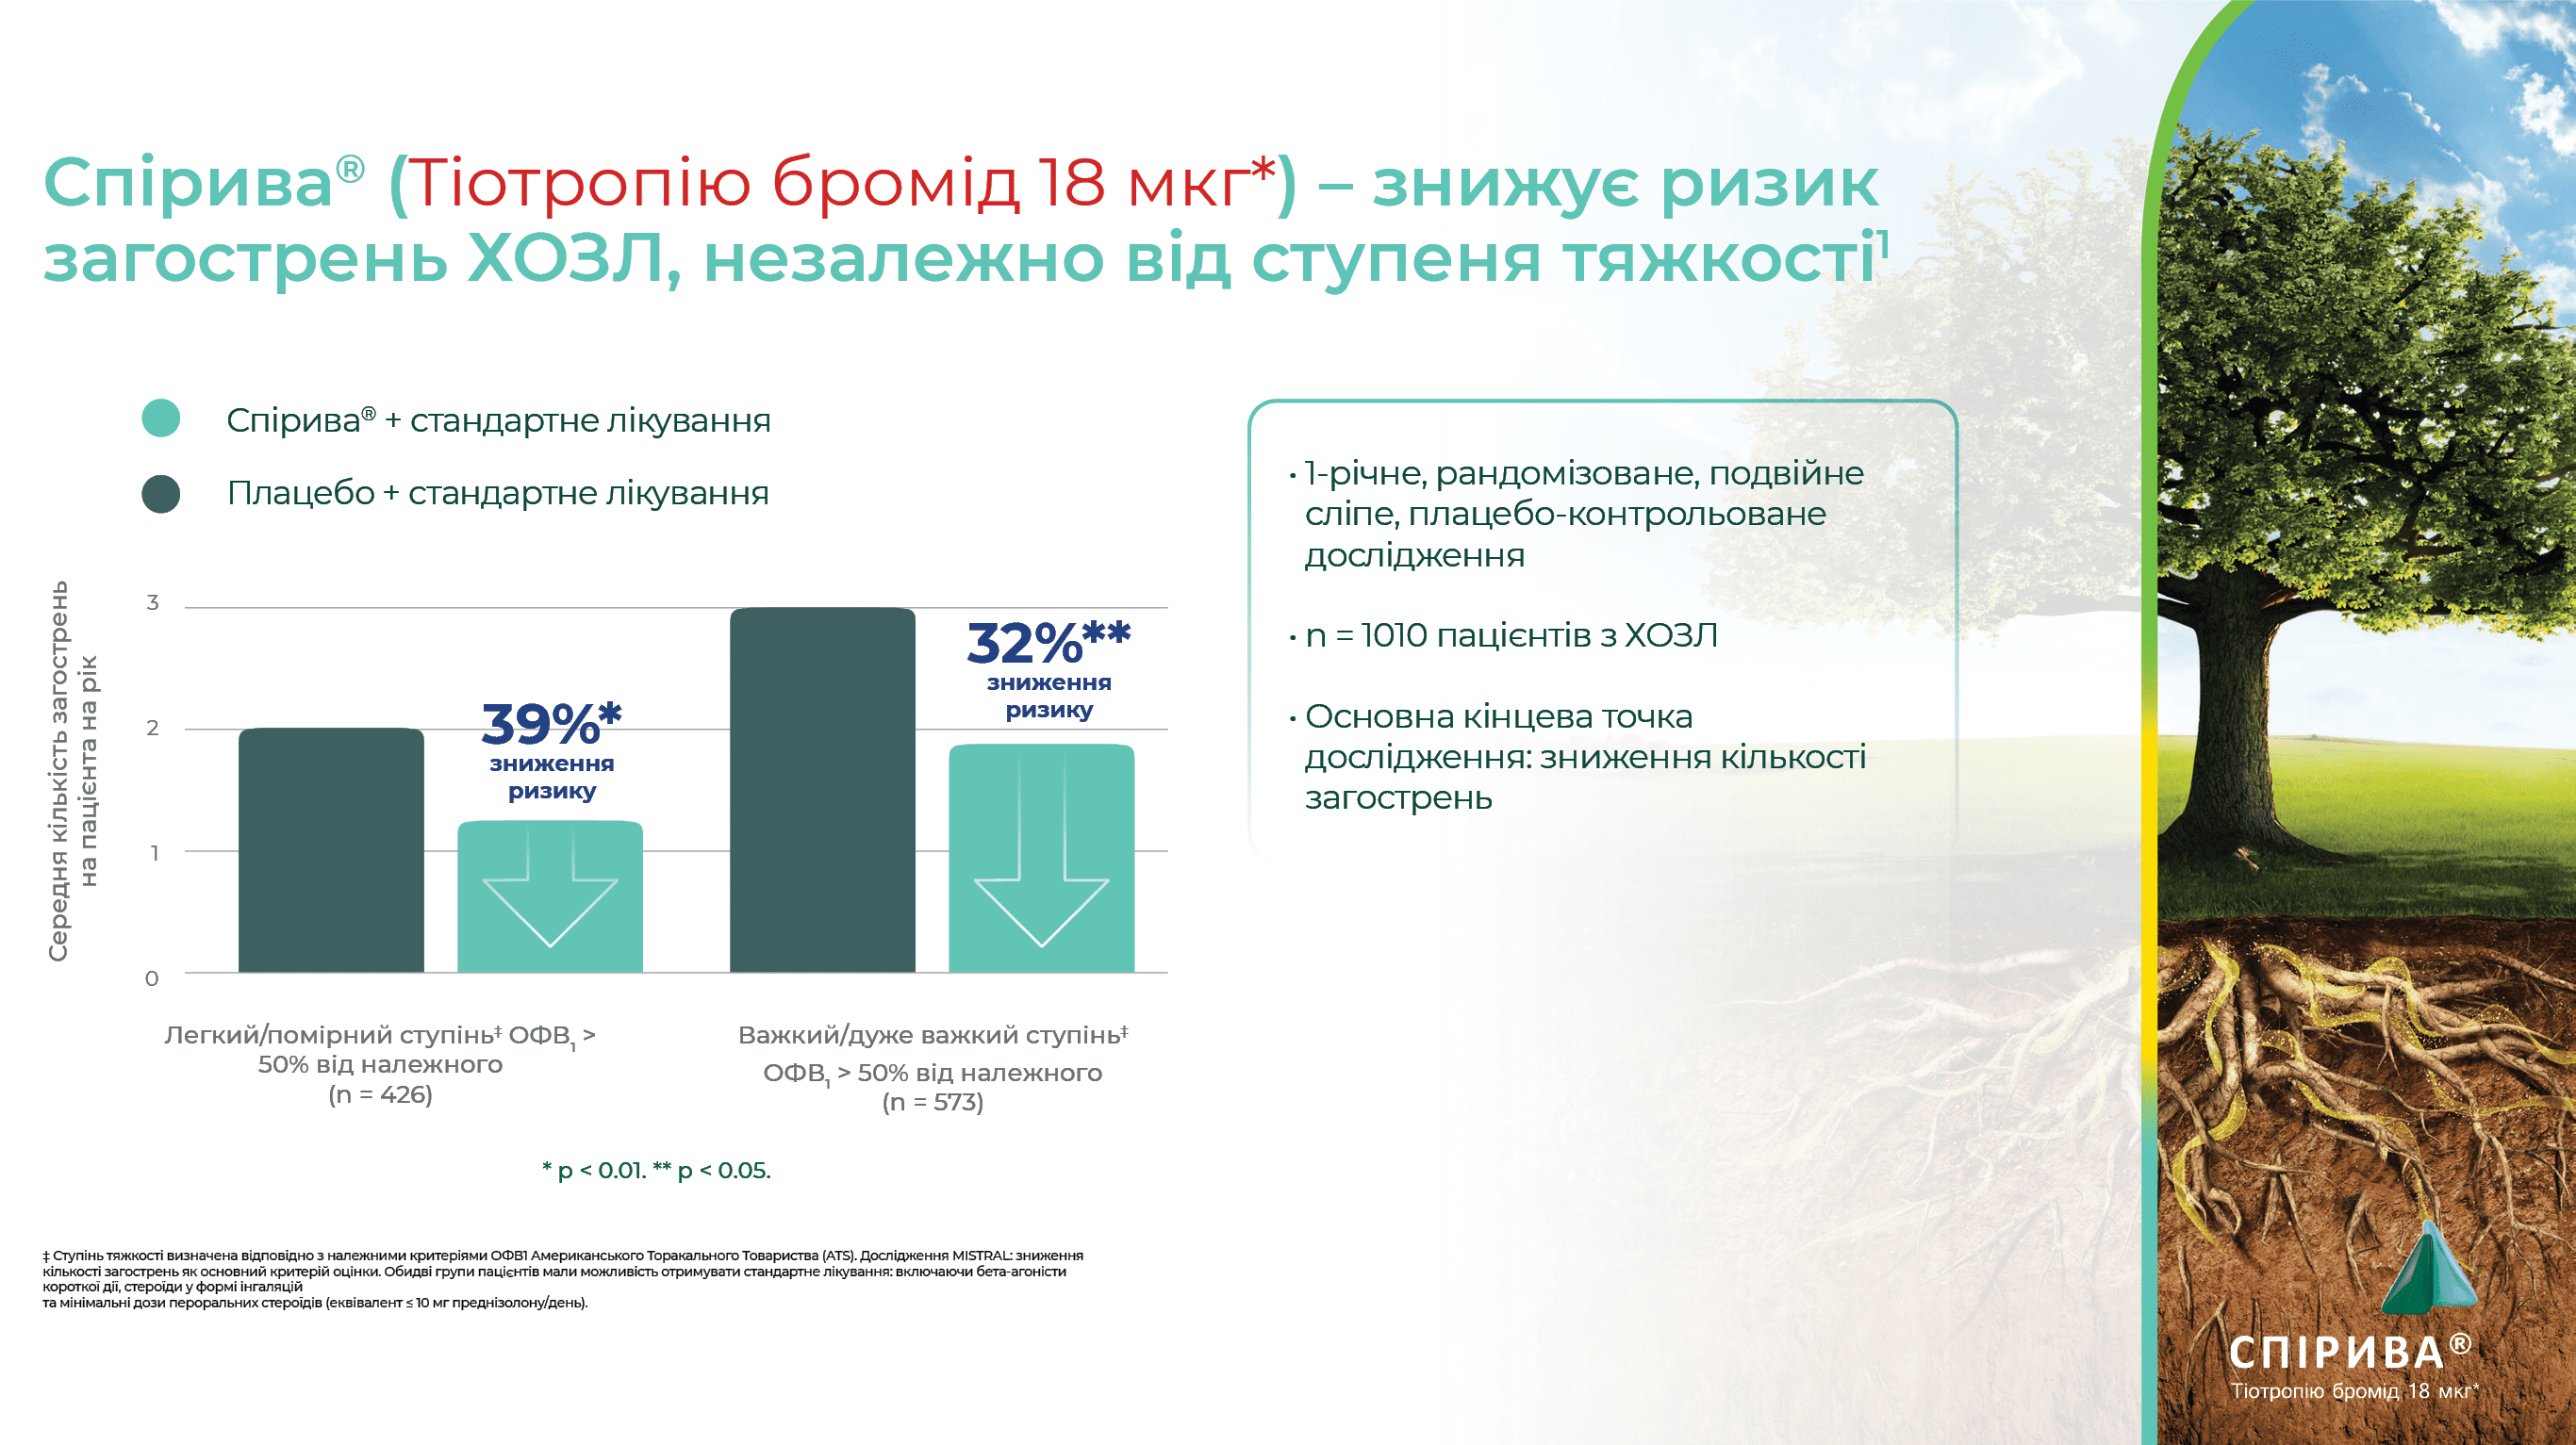 Спірива® (Тіотропію бромід 18 мкг*) – знижує ризик
загострень ХОЗЛ, незалежно від ступеня тяжкості¹
Спірива® + стандартне лікування
Плацебо + стандартне лікування
Середня кількість загострень
на пацієнта на рік
3
2
1
0
39%*
зниження
ризику
32%**
зниження
ризику
Легкий/помірний ступінь‡ ОФВ₁ >
50% від належного
(n = 426)
Важкий/дуже важкий ступінь‡
ОФВ₁ > 50% від належного
(n = 573)
* p < 0.01. ** p < 0.05.
• 1-річне, рандомізоване, подвійне
сліпе, плацебо-контрольоване
дослідження
• n = 1010 пацієнтів з ХОЗЛ
• Основна кінцева точка
дослідження: зниження кількості
загострень
‡ Ступінь тяжкості визначена відповідно з належними критеріями ОФВ1 Американського Торакального Товариства (ATS). Дослідження MISTRAL: зниження
кількості загострень як основний критерій оцінки. Обидві групи пацієнтів мали можливість отримувати стандартне лікування: включаючи бета-агоністи
короткої дії, стероїди у формі інгаляцій
та мінімальні дози пероральних стероїдів (еквівалент ≤ 10 мг преднізолону/день).
СПІРИВА®
Тіотропію бромід 18 мкг*